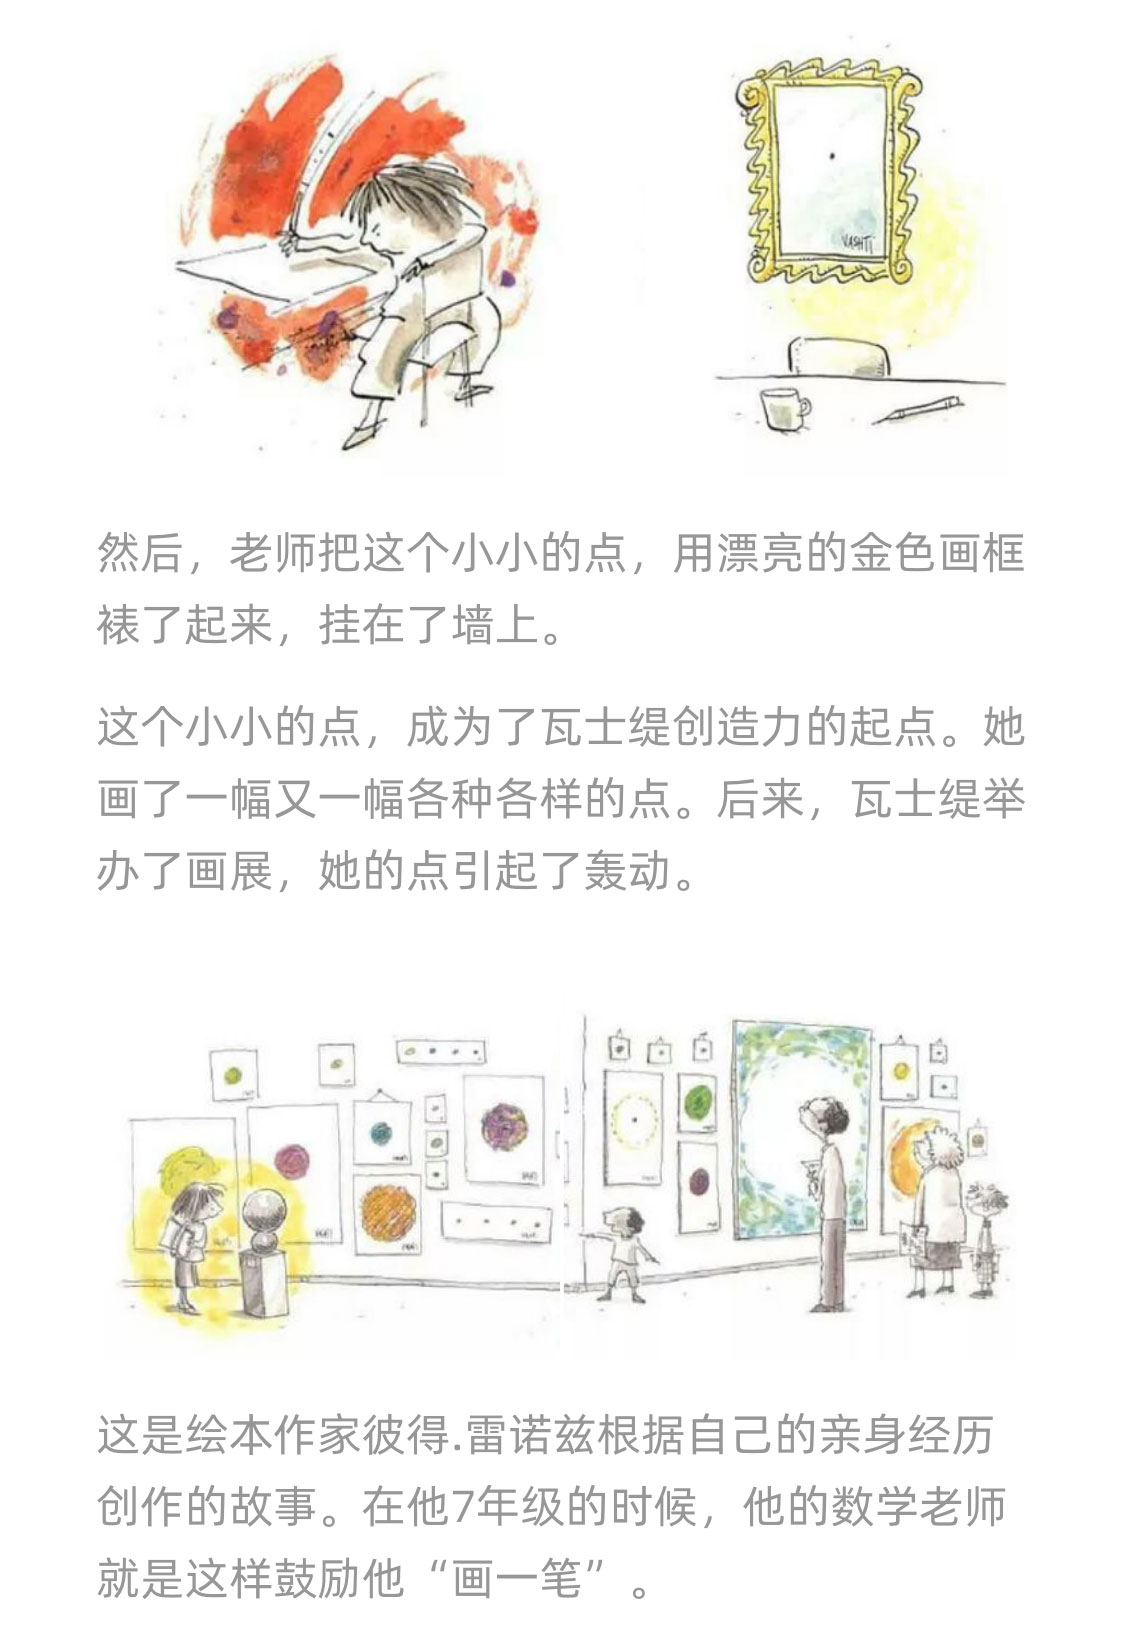 VASHTI
然后，老师把这个小小的点，用漂亮的金色画框
裱了起来，挂在了墙上。
这个小小的点，成为了瓦士缇创造力的起点。她
画了一幅又一幅各种各样的点。后来，瓦士缇举
办了画展，她的点引起了轰动。
这是绘本作家彼得.雷诺兹根据自己的亲身经历
创作的故事。在他7年级的时候，他的数学老师
就是这样鼓励他“画一笔”。